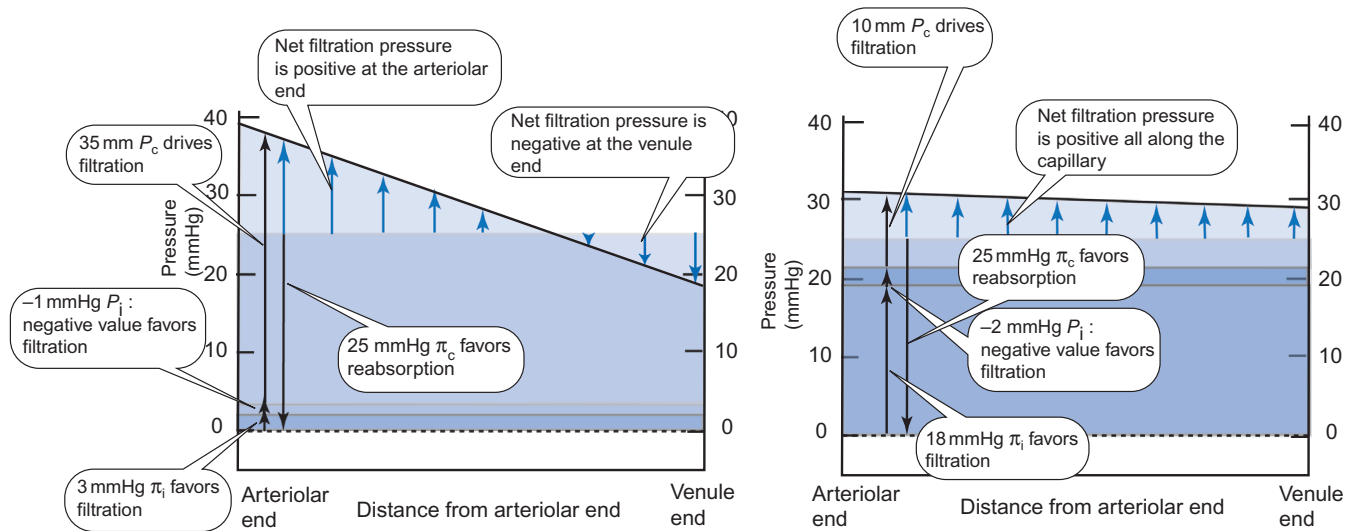 Net filtration pressure
is positive at the arteriolar
end
35 mm Pc drives
filtration
Net filtration pressure is
negative at the venule
end
–1 mmHg Pi :
negative value favors
filtration
25 mmHg πc favors
reabsorption
3 mmHg πi favors
filtration
Pressure
(mmHg)
40
30
20
10
0
40
30
20
10
0
Arteriolar
end
Distance from arteriolar end
Venule
end
10 mm Pc drives
filtration
Net filtration pressure
is positive all along the
capillary
25 mmHg πc favors
reabsorption
–2 mmHg Pi :
negative value favors
filtration
18 mmHg πi favors
filtration
Pressure
(mmHg)
40
30
20
10
0
40
30
20
10
0
Arteriolar
end
Distance from arteriolar end
Venule
end